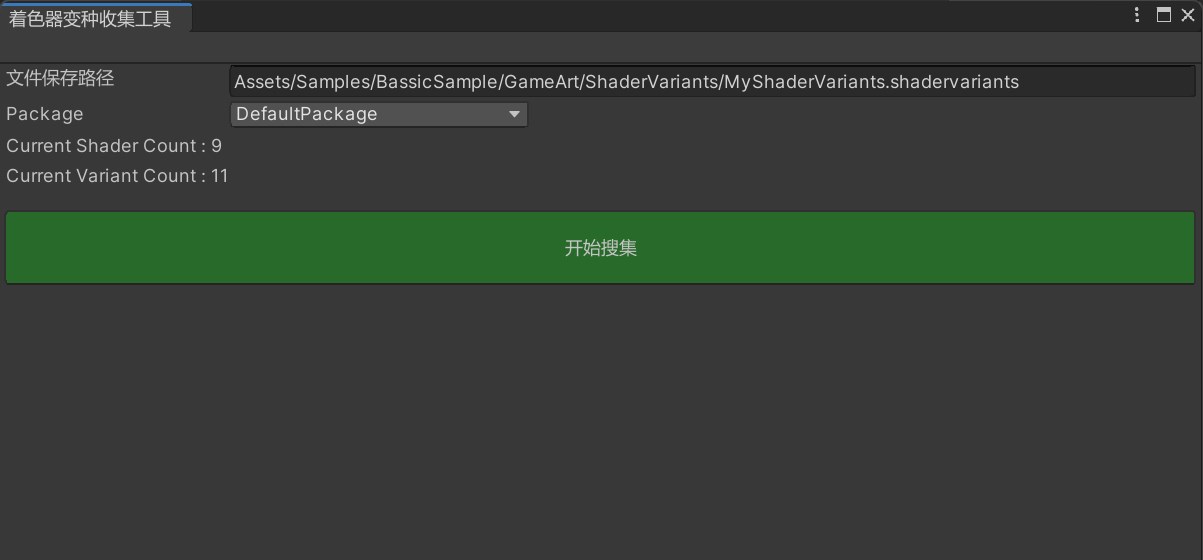 着色器变种收集工具
文件保存路径 Assets/Samples/BassicSample/GameArt/ShaderVariants/MyShaderVariants.shadervariants
Package DefaultPackage
Current Shader Count : 9
Current Variant Count : 11
开始搜集